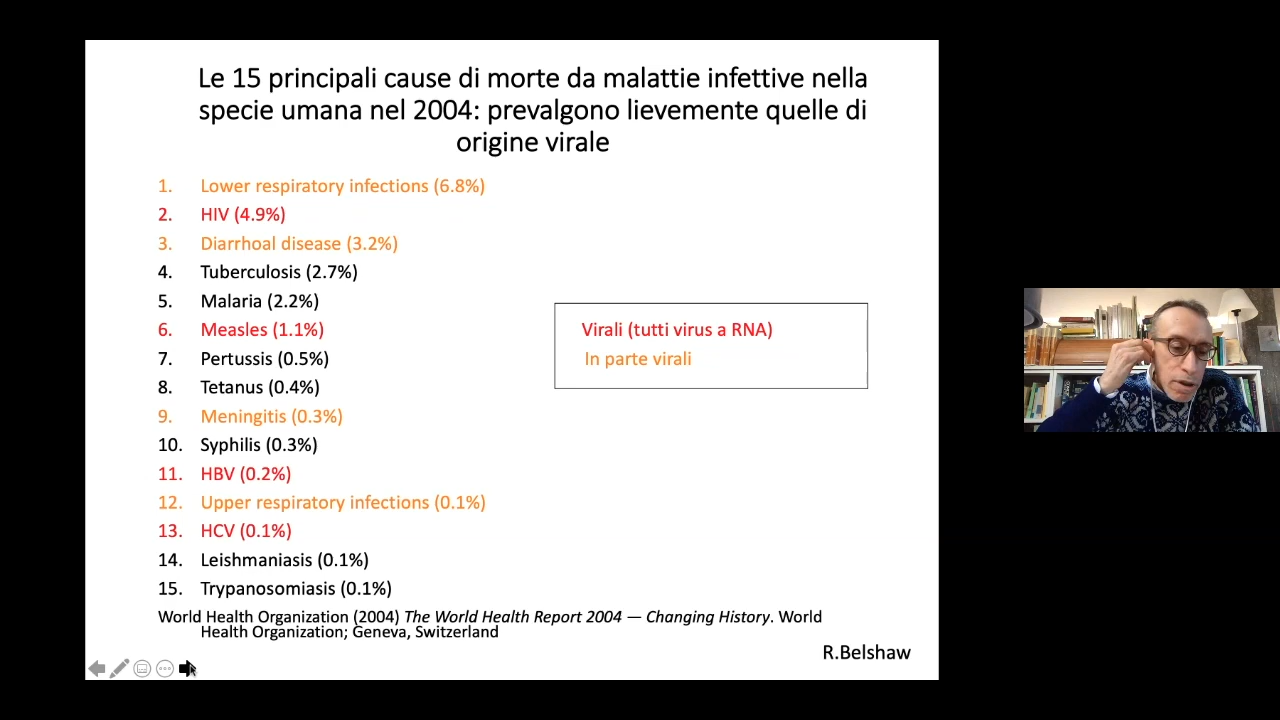 Le 15 principali cause di morte da malattie infettive nella
specie umana nel 2004: prevalgono lievemente quelle di
origine virale
1. Lower respiratory infections (6.8%)
2. HIV (4.9%)
3. Diarrhoal disease (3.2%)
4. Tuberculosis (2.7%)
5. Malaria (2.2%)
6. Measles (1.1%)
7. Pertussis (0.5%)
8. Tetanus (0.4%)
9. Meningitis (0.3%)
10. Syphilis (0.3%)
11. HBV (0.2%)
12. Upper respiratory infections (0.1%)
13. HCV (0.1%)
14. Leishmaniasis (0.1%)
15. Trypanosomiasis (0.1%)
Virali (tutti virus a RNA)
In parte virali
World Health Organization (2004) The World Health Report 2004 — Changing History. World
Health Organization; Geneva, Switzerland
R.Belshaw